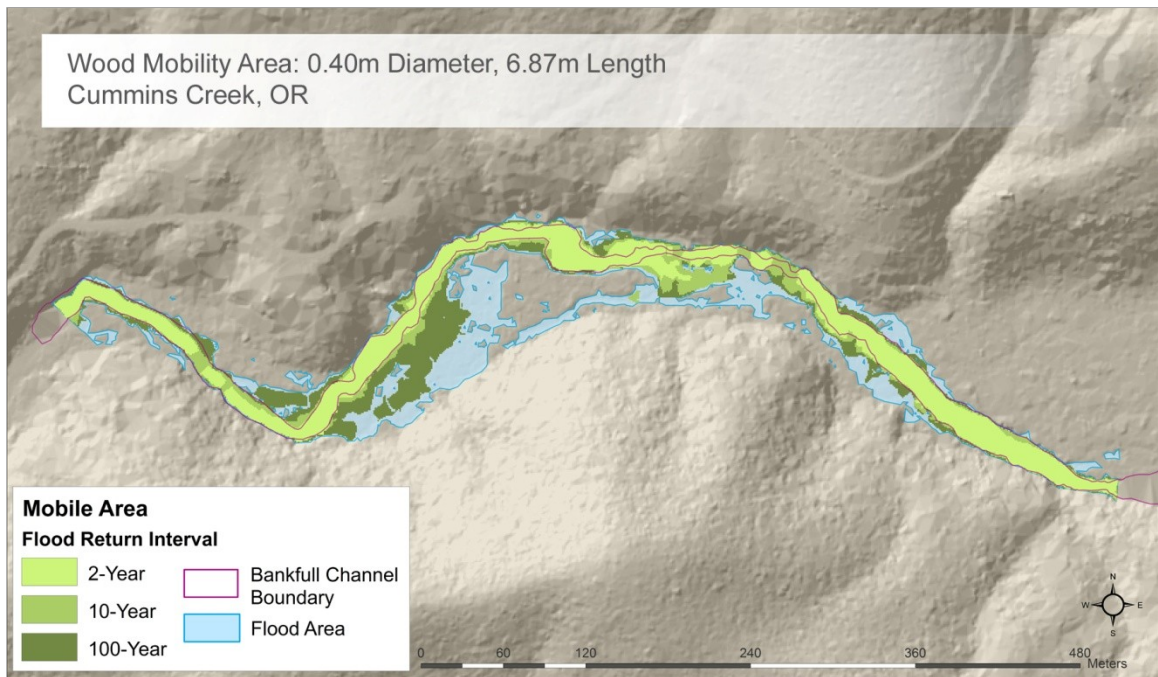 Wood Mobility Area: 0.40m Diameter, 6.87m Length
Cummins Creek, OR
Mobile Area
Flood Return Interval
2-Year
10-Year
100-Year
Bankfull Channel
Boundary
Flood Area
N
W E
S
0 60 120 240 360 480
Meters